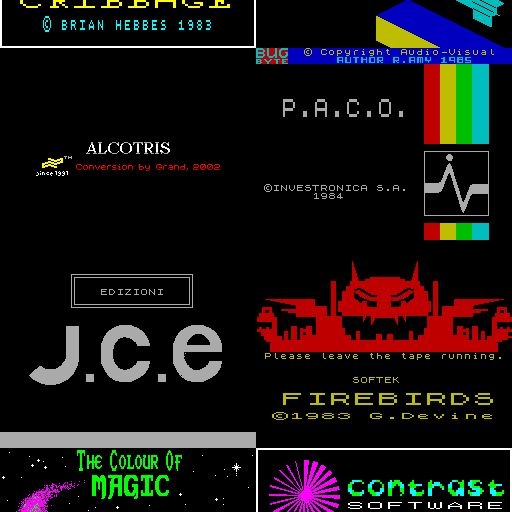 CRIBBAGE
© BRIAN HEBBES 1983
BUG
BYTE
© Copyright Audio-Visual
AUTHOR R.AMY 1985
P.A.C.O.
ALCOTRIS
TM
since 1991
Conversion by Grand, 2002
©INVESTRONICA S.A.
1984
EDIZIONI
J.C.e
Please leave the tape running.
SOFTEK
FIREBIRDS
©1983 G.Devine
THE COLOUR OF
MAGIC
contrast
SOFTWARE